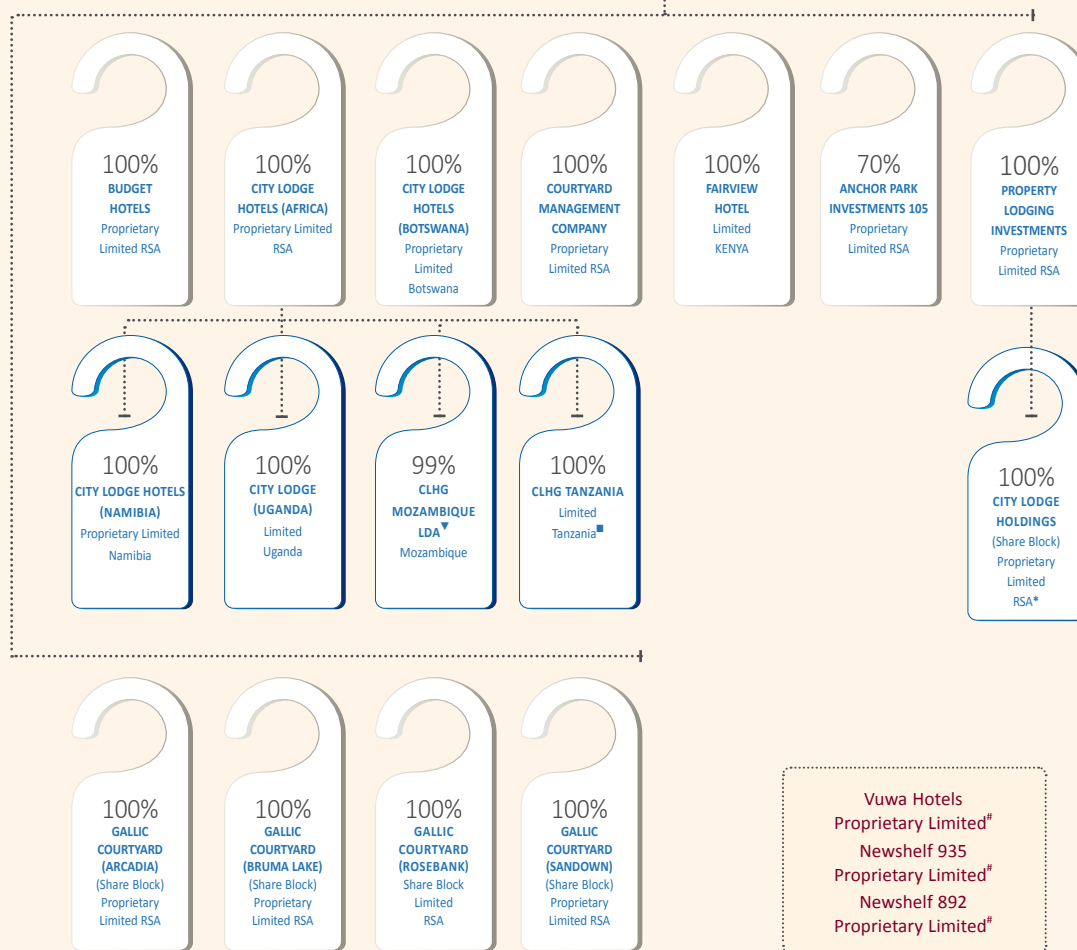 100%
BUDGET
HOTELS
Proprietary
Limited RSA
100%
CITY LODGE
HOTELS (AFRICA)
Proprietary Limited
RSA
100%
CITY LODGE
HOTELS
(BOTSWANA)
Proprietary
Limited
Botswana
100%
COURTYARD
MANAGEMENT
COMPANY
Proprietary
Limited RSA
100%
FAIRVIEW
HOTEL
Limited
KENYA
70%
ANCHOR PARK
INVESTMENTS 105
Proprietary
Limited RSA
100%
PROPERTY
LODGING
INVESTMENTS
Proprietary
Limited RSA
100%
CITY LODGE HOTELS
(NAMIBIA)
Proprietary Limited
Namibia
100%
CITY LODGE
(UGANDA)
Limited
Uganda
99%
CLHG
MOZAMBIQUE
LDA▼
Mozambique
100%
CLHG TANZANIA
Limited
Tanzania■
100%
CITY LODGE
HOLDINGS
(Share Block)
Proprietary
Limited
RSA*
100%
GALLIC
COURTYARD
(ARCADIA)
(Share Block)
Proprietary
Limited RSA
100%
GALLIC
COURTYARD
(BRUMA LAKE)
(Share Block)
Proprietary
Limited RSA
100%
GALLIC
COURTYARD
(ROSEBANK)
Share Block
Limited
RSA
100%
GALLIC
COURTYARD
(SANDOWN)
(Share Block)
Proprietary
Limited RSA
Vuwa Hotels
Proprietary Limited#
Newshelf 935
Proprietary Limited#
Newshelf 892
Proprietary Limited#